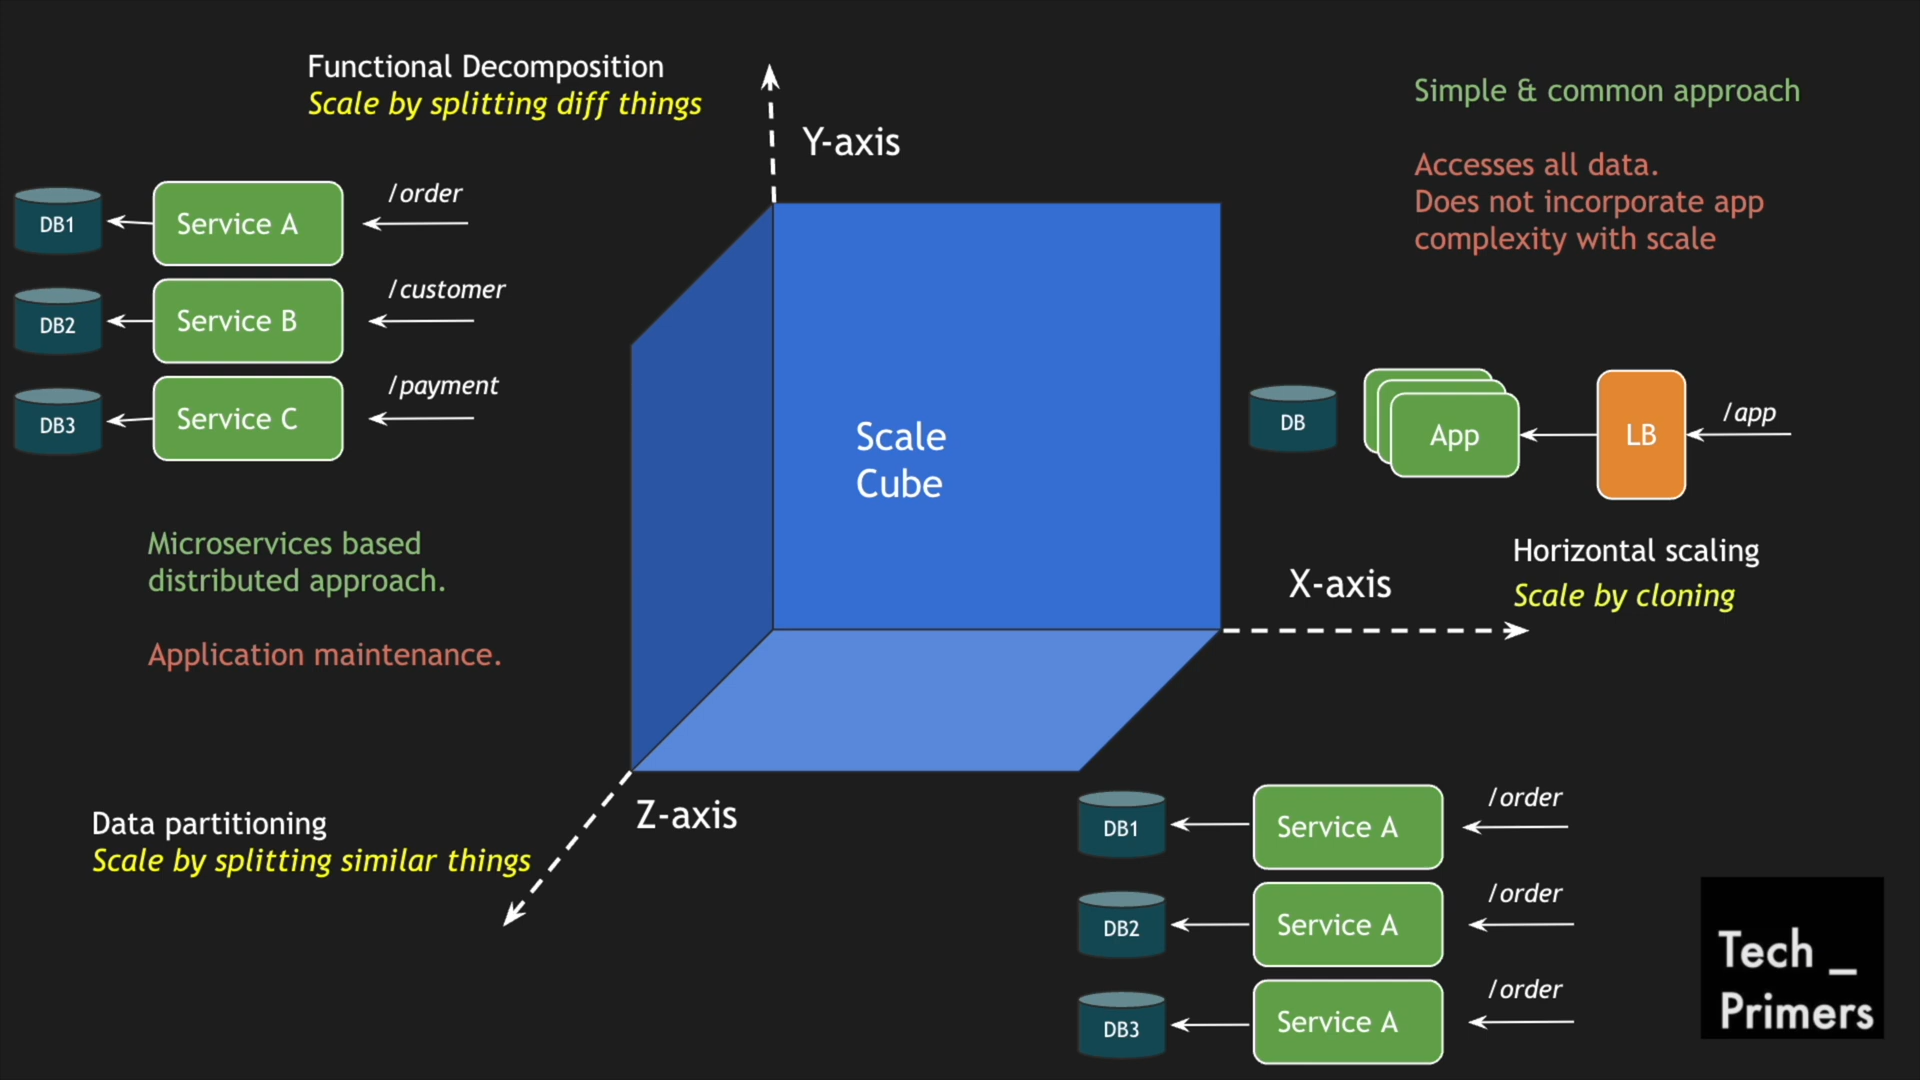 Functional Decomposition
Scale by splitting diff things
Y-axis
Simple & common approach
Accesses all data.
Does not incorporate app
complexity with scale
DB1
Service A
/order
DB2
Service B
/customer
DB3
Service C
/payment
Microservices based
distributed approach.
Application maintenance.
Scale
Cube
DB
App
LB
/app
Horizontal scaling
Scale by cloning
X-axis
Data partitioning
Scale by splitting similar things
Z-axis
DB1
Service A
/order
DB2
Service A
/order
DB3
Service A
/order
Tech _
Primers